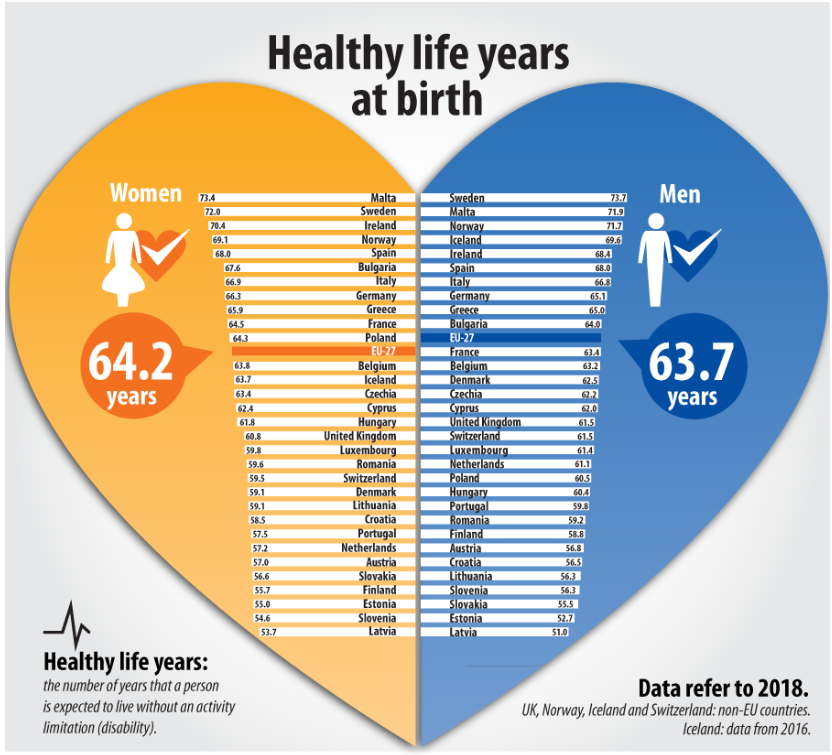 Healthy life years
at birth
Women
64.2
years
73.4 Malta
72.0 Sweden
70.4 Ireland
69.1 Norway
68.0 Spain
67.6 Bulgaria
66.9 Italy
66.3 Germany
65.9 Greece
64.5 France
64.3 Poland
EU-27
63.8 Belgium
63.7 Iceland
63.4 Czechia
62.4 Cyprus
61.8 Hungary
60.8 United Kingdom
59.8 Luxembourg
59.6 Romania
59.5 Switzerland
59.1 Denmark
59.1 Lithuania
58.5 Croatia
57.5 Portugal
57.2 Netherlands
57.0 Austria
56.6 Slovakia
55.7 Finland
55.0 Estonia
54.6 Slovenia
53.7 Latvia
Men
63.7
years
Sweden 73.7
Malta 71.9
Norway 71.7
Iceland 69.6
Ireland 68.4
Spain 68.0
Italy 66.8
Germany 65.1
Greece 65.0
Bulgaria 64.0
EU-27
France 63.4
Belgium 63.2
Denmark 62.5
Czechia 62.2
Cyprus 62.0
United Kingdom 61.5
Switzerland 61.5
Luxembourg 61.4
Netherlands 61.1
Poland 60.5
Hungary 60.4
Portugal 59.8
Romania 59.2
Finland 58.8
Austria 56.8
Croatia 56.5
Lithuania 56.3
Slovenia 56.3
Slovakia 55.5
Estonia 52.7
Latvia 51.0
Healthy life years:
the number of years that a person
is expected to live without an activity
limitation (disability).
Data refer to 2018.
UK, Norway, Iceland and Switzerland: non-EU countries.
Iceland: data from 2016.